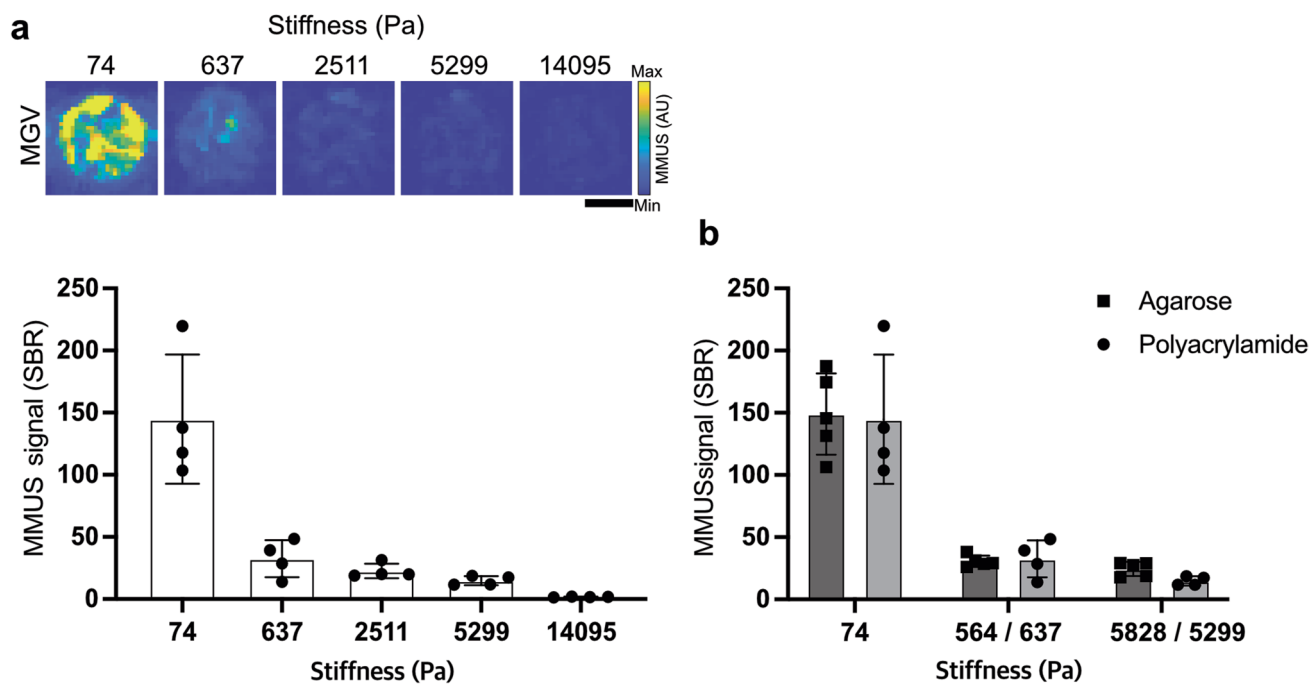 a
Stiffness (Pa)
74 637 2511 5299 14095
MGV
Max
MMUS (AU)
Min
b
MMUS signal (SBR)
250
200
150
100
50
0
74 637 2511 5299 14095
Stiffness (Pa)
MMUSsignal (SBR)
250
200
150
100
50
0
74 564 / 637 5828 / 5299
Stiffness (Pa)
Agarose
Polyacrylamide